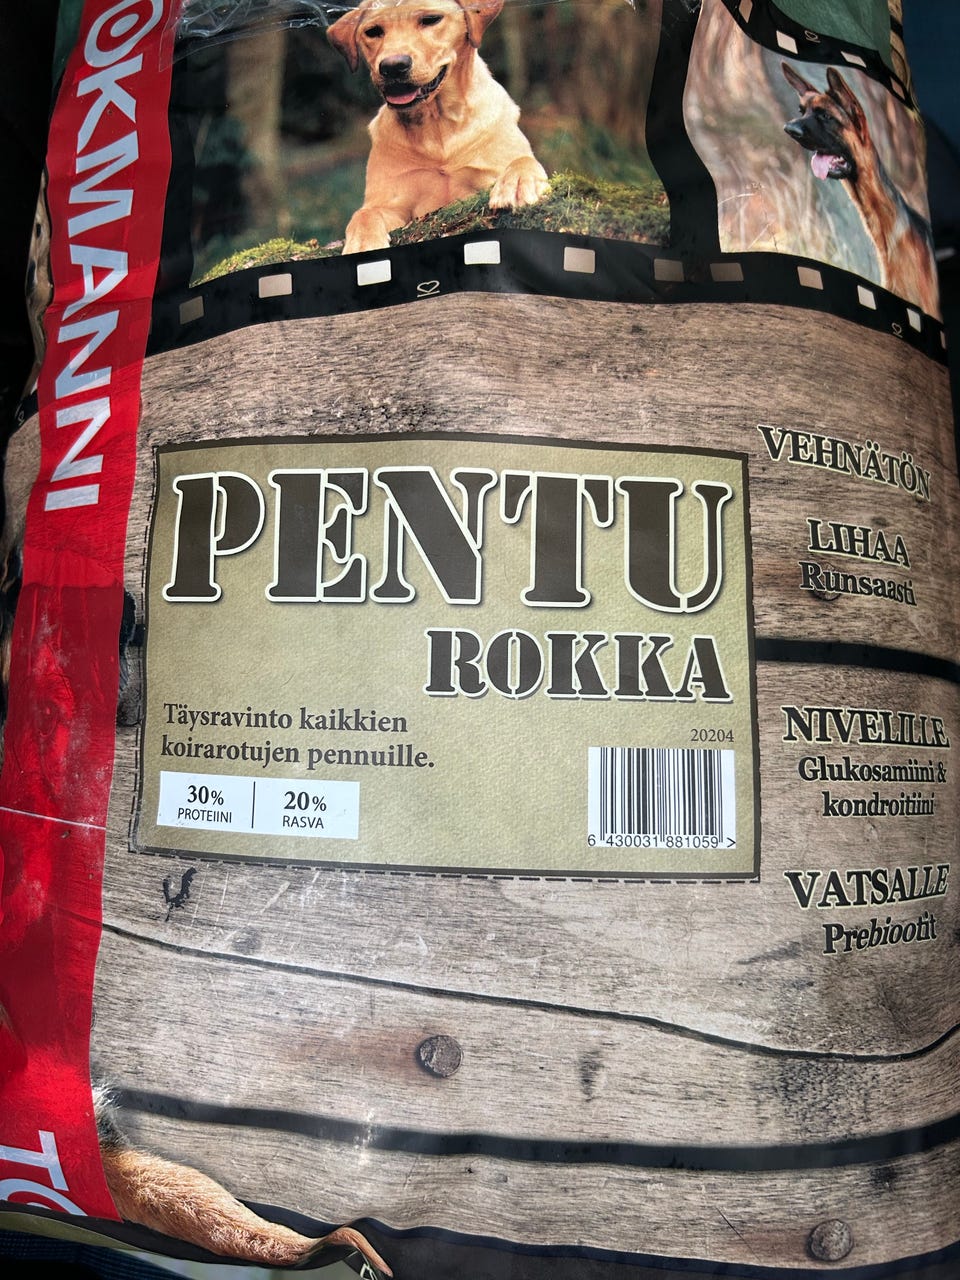 TOKMANNI
PENTU
ROKKA
Täysravinto kaikkien
koirarotujen pennuille.
30%
PROTEIINI
20%
RASVA
20204
6 430031 881059 >
VEHNÄTÖN
LIHAA
Runsaasti
NIVELILLE
Glukosamiini &
kondroitiini
VATSALLE
Prebiootit